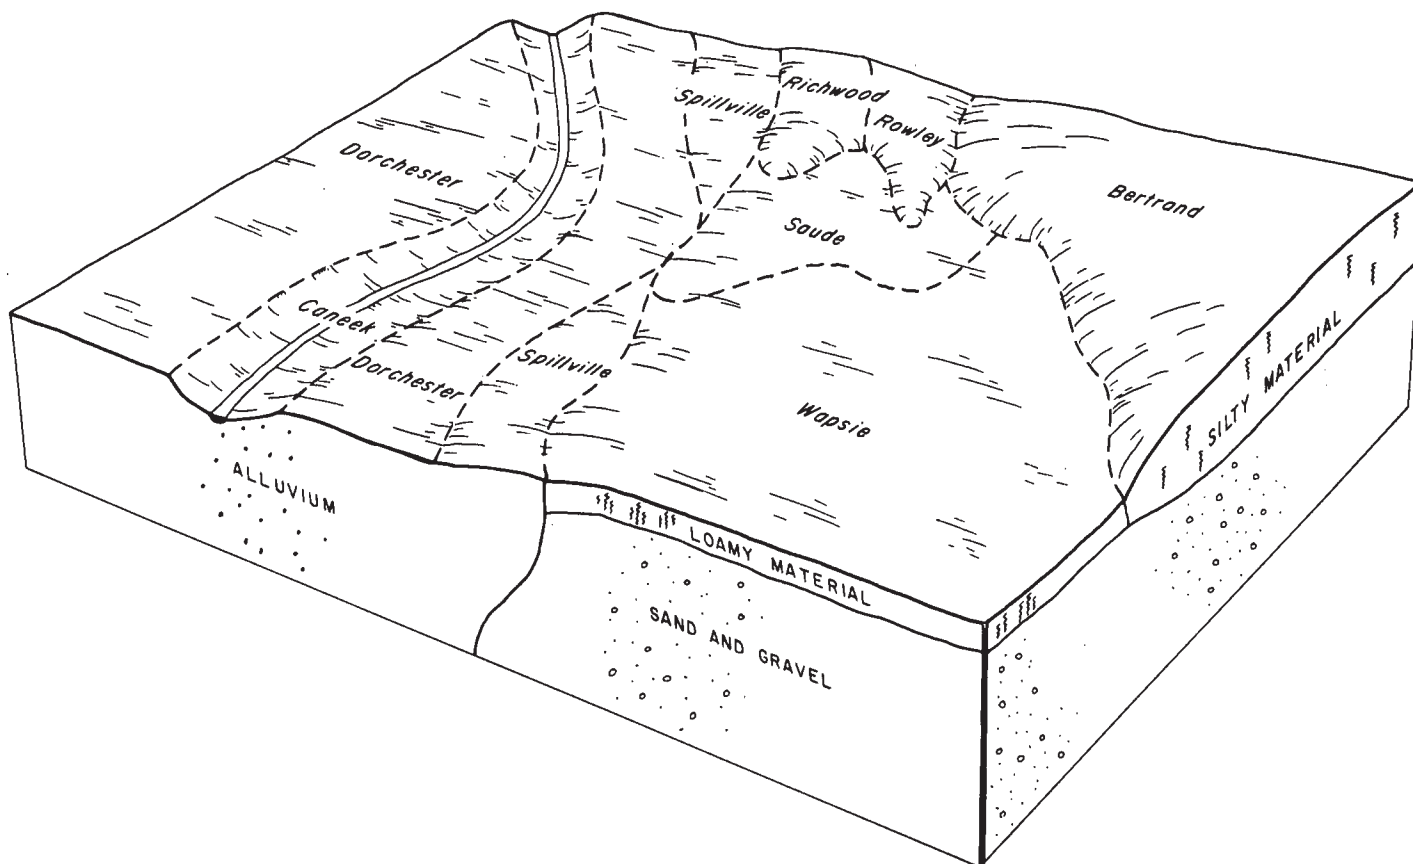 Richwood
Spillville
Rowley
Dorchester
Bertrand
Saude
Caneek
Dorchester
Spillville
Wapsie
SILTY MATERIAL
ALLUVIUM
LOAMY MATERIAL
SAND AND GRAVEL